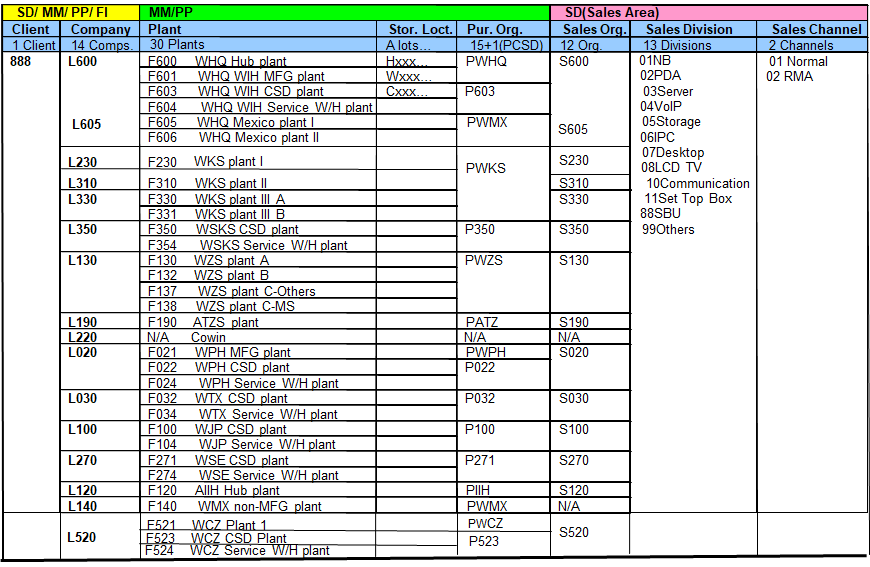 SD/ MM/ PP/ FI MM/PP SD(Sales Area)
Client Company Plant Stor. Loct. Pur. Org. Sales Org. Sales Division Sales Channel
1 Client 14 Comps. 30 Plants A lots... 15+1(PCSD) 12 Org. 13 Divisions 2 Channels
888 L600 F600 WHQ Hub plant Hxxx... PWHQ S600 01NB 01 Normal
F601 WHQ WIH MFG plant Wxxx... 02PDA 02 RMA
F603 WHQ WIH CSD plant Cxxx... P603 03Server
F604 WHQ WIH Service W/H plant 04VoIP
L605 F605 WHQ Mexico plant I PWMX S605 05Storage
F606 WHQ Mexico plant II 06IPC
07Desktop
L230 F230 WKS plant I PWKS S230 08LCD TV
L310 F310 WKS plant II S310 10Communication
L330 F330 WKS plant III A S330 11Set Top Box
F331 WKS plant III B 88SBU
L350 F350 WSKS CSD plant P350 S350 99Others
F354 WSKS Service W/H plant
L130 F130 WZS plant A PWZS S130
F132 WZS plant B
F137 WZS plant C-Others
F138 WZS plant C-MS
L190 F190 ATZS plant PATZ S190
L220 N/A Cowin N/A N/A
L020 F021 WPH MFG plant PWPH S020
F022 WPH CSD plant P022
F024 WPH Service W/H plant
L030 F032 WTX CSD plant P032 S030
F034 WTX Service W/H plant
L100 F100 WJP CSD plant P100 S100
F104 WJP Service W/H plant
L270 F271 WSE CSD plant P271 S270
F274 WSE Service W/H plant
L120 F120 AIIH Hub plant PIIH S120
L140 F140 WMX non-MFG plant PWMX N/A
L520 F521 WCZ Plant 1 PWCZ S520
F523 WCZ CSD Plant P523
F524 WCZ Service W/H plant